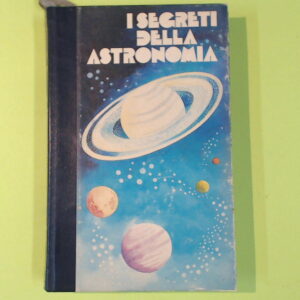 I SEGRETI
DELLA
ASTRONOMIA